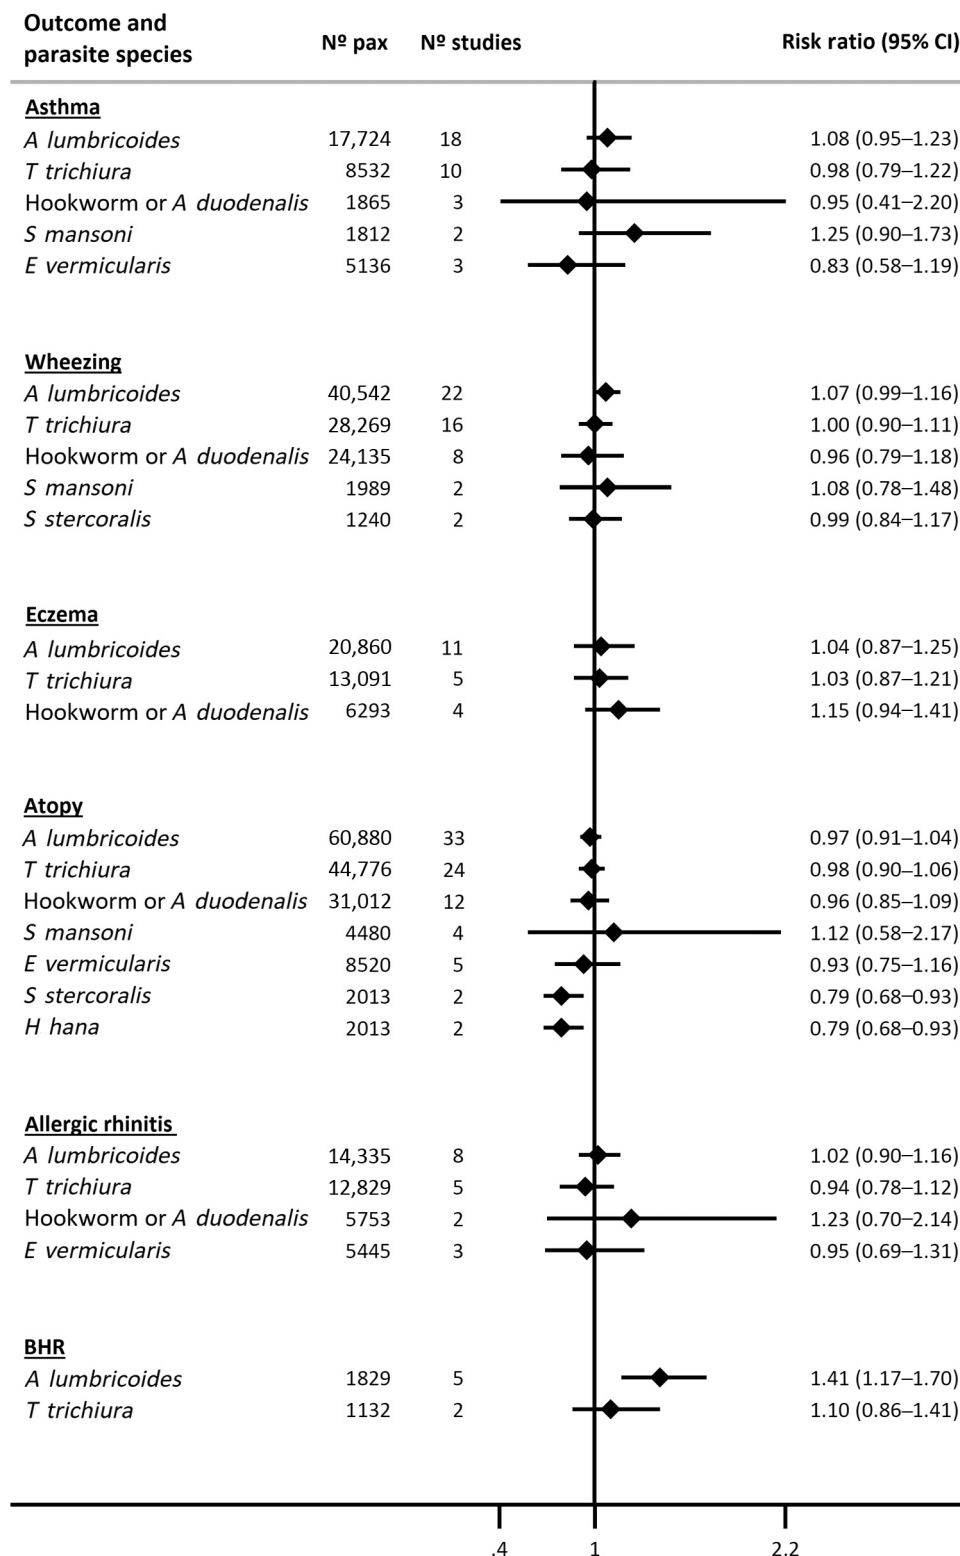 Outcome and
parasite species Nº pax Nº studies Risk ratio (95% CI)
Asthma
A lumbricoides 17,724 18 1.08 (0.95–1.23)
T trichiura 8532 10 0.98 (0.79–1.22)
Hookworm or A duodenalis 1865 3 0.95 (0.41–2.20)
S mansoni 1812 2 1.25 (0.90–1.73)
E vermicularis 5136 3 0.83 (0.58–1.19)
Wheezing
A lumbricoides 40,542 22 1.07 (0.99–1.16)
T trichiura 28,269 16 1.00 (0.90–1.11)
Hookworm or A duodenalis 24,135 8 0.96 (0.79–1.18)
S mansoni 1989 2 1.08 (0.78–1.48)
S stercoralis 1240 2 0.99 (0.84–1.17)
Eczema
A lumbricoides 20,860 11 1.04 (0.87–1.25)
T trichiura 13,091 5 1.03 (0.87–1.21)
Hookworm or A duodenalis 6293 4 1.15 (0.94–1.41)
Atopy
A lumbricoides 60,880 33 0.97 (0.91–1.04)
T trichiura 44,776 24 0.98 (0.90–1.06)
Hookworm or A duodenalis 31,012 12 0.96 (0.85–1.09)
S mansoni 4480 4 1.12 (0.58–2.17)
E vermicularis 8520 5 0.93 (0.75–1.16)
S stercoralis 2013 2 0.79 (0.68–0.93)
H hana 2013 2 0.79 (0.68–0.93)
Allergic rhinitis
A lumbricoides 14,335 8 1.02 (0.90–1.16)
T trichiura 12,829 5 0.94 (0.78–1.12)
Hookworm or A duodenalis 5753 2 1.23 (0.70–2.14)
E vermicularis 5445 3 0.95 (0.69–1.31)
BHR
A lumbricoides 1829 5 1.41 (1.17–1.70)
T trichiura 1132 2 1.10 (0.86–1.41)
.4 1 2.2